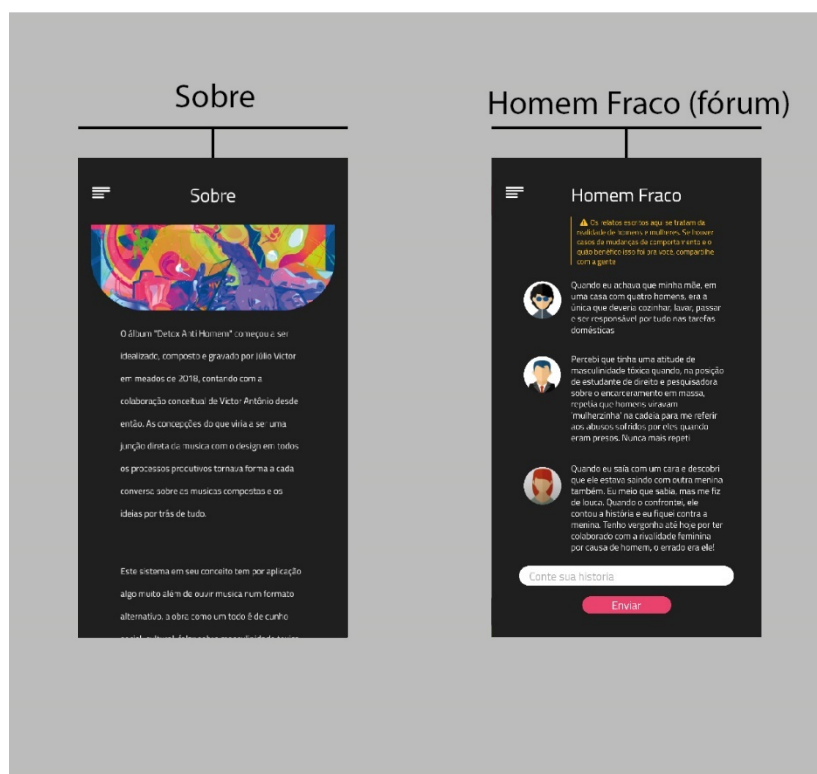 Sobre
Homem Fraco (fórum)
Sobre
O álbum "Detox Anti Homem" começou a ser
idealizado, composto e gravado por Júlio Victor
em meados de 2018, contando com a
colaboração conceitual de Victor Antônio desde
então. As concepções do que viria a ser uma
junção direta da musica com o design em todos
os processos produtivos tornava forma a cada
conversa sobre as musicas compostas e os
ideias por trás de tudo.
Este sistema em seu conceito tem por aplicação
algo muito além de ouvir musica num formato
alternativo, a obra como um todo é de cunho
Homem Fraco
Os relatos escritos aqui se tratam da
realidade de homens e mulheres. Se houver
casos de mudanças de comportamento e o
quão benéfico isso foi pra você, compartilhe
com a gente
Quando eu achava que minha mãe, em
uma casa com quatro homens, era a
única que deveria cozinhar, lavar, passar
e ser responsável por tudo nas tarefas
domésticas
Percebi que tinha uma atitude de
masculinidade tóxica quando, na posição
de estudante de direito e pesquisadora
sobre o encarceramento em massa,
repetia que homens viravam
'mulherzinha' na cadeia para me referir
aos abusos sofridos por eles quando
eram presos. Nunca mais repeti
Quando eu saía com um cara e descobri
que ele estava saindo com outra menina
também. Eu meio que sabia, mas me fiz
de louca. Quando o confrontei, ele
contou a história e eu fiquei contra a
menina. Tenho vergonha até hoje por ter
colaborado com a rivalidade feminina
por causa de homem, o errado era ele!
Conte sua historia
Enviar